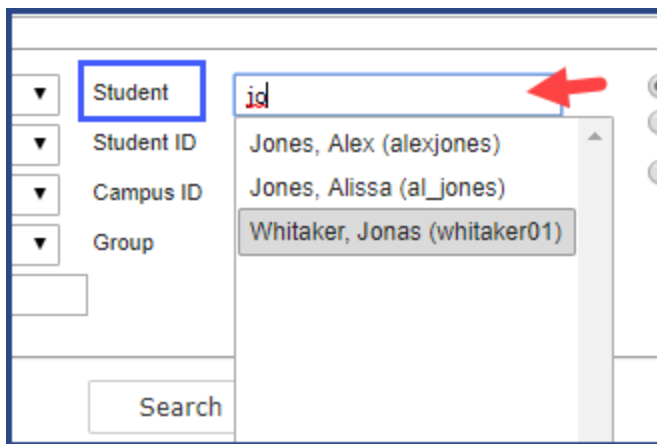 Student
jo
Jones, Alex (alexjones)
Student ID
Jones, Alissa (al_jones)
Campus ID
Whitaker, Jonas (whitaker01)
Group
Search